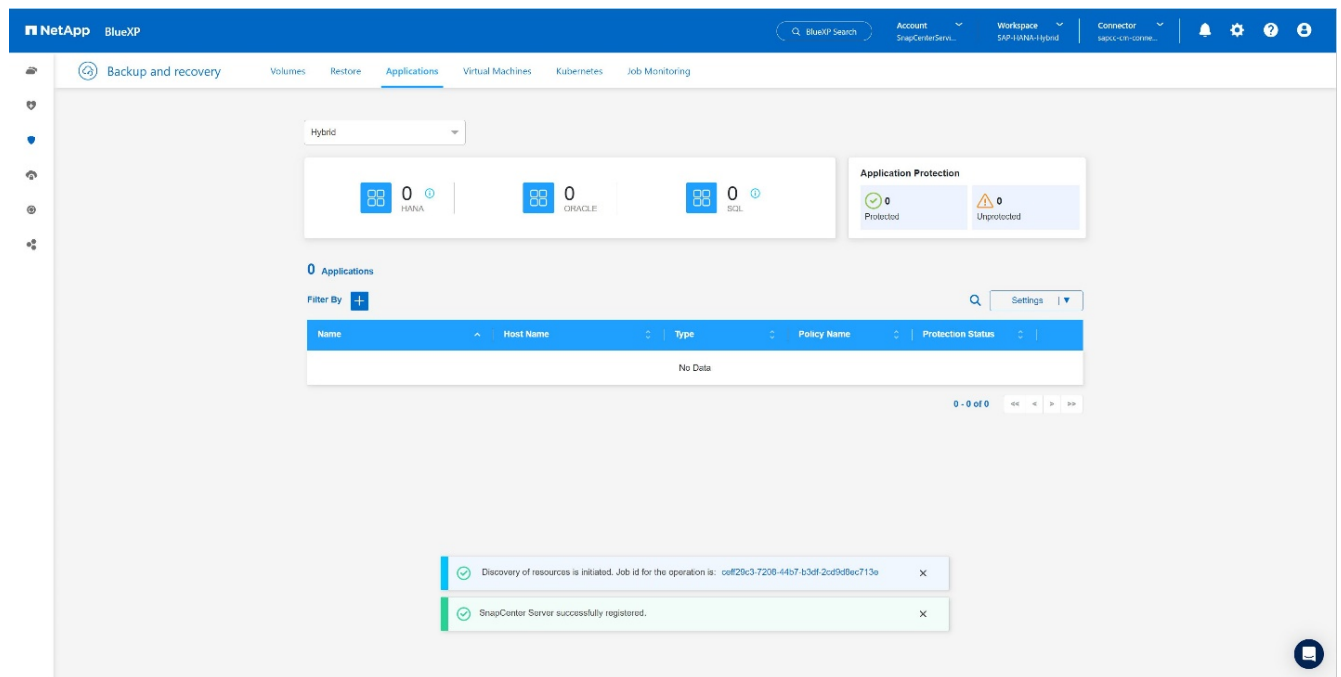 NetApp BlueXP BlueXP Search Account Workspace Connector
SnapCenterServi... SAP-HANA-Hybrid sapcc-cm-conne...
Backup and recovery Volumes Restore Applications Virtual Machines Kubernetes Job Monitoring
Hybrid
Application Protection
0 0 0 0 0
HANA ORACLE SQL Protected Unprotected
0 Applications
Filter By Settings
Name Host Name Type Policy Name Protection Status
No Data
0 - 0 of 0
Discovery of resources is initiated. Job id for the operation is: ceff29c3-7208-44b7-b3df-2cd9d8ec713e
SnapCenter Server successfully registered.